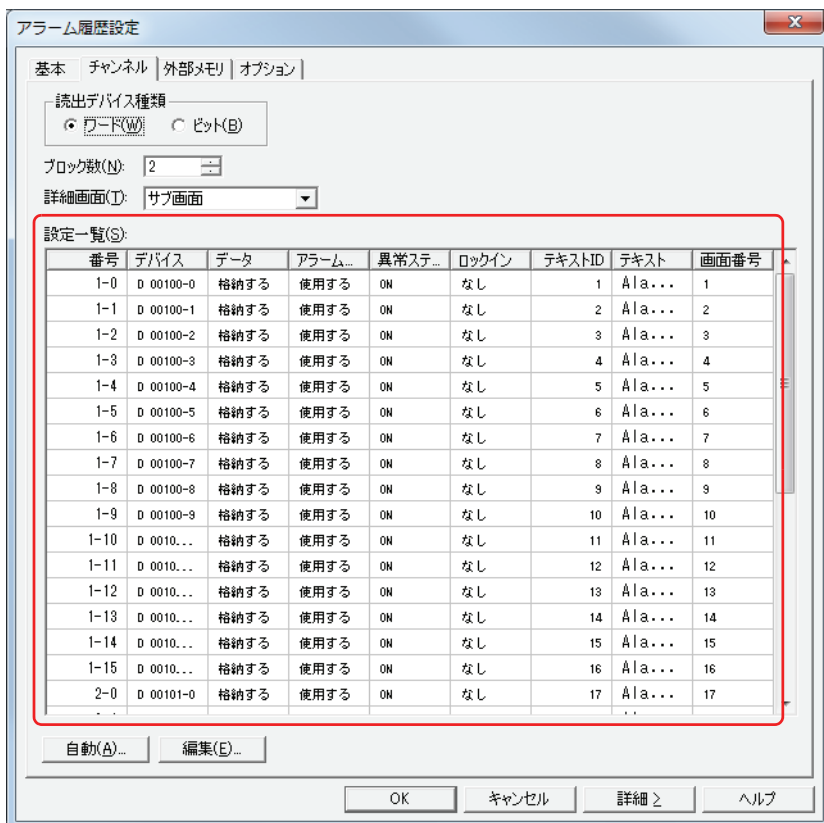 アラーム履歴設定
基本 チャンネル 外部メモリ オプション
読出デバイス種類
ワード(W) ビット(B)
ブロック数(N): 2
詳細画面(T): サブ画面
設定一覧(S):
番号 デバイス データ アラーム... 異常ステ... ロックイン テキストID テキスト 画面番号
1-0 D 00100-0 格納する 使用する ON なし 1 Ala... 1
1-1 D 00100-1 格納する 使用する ON なし 2 Ala... 2
1-2 D 00100-2 格納する 使用する ON なし 3 Ala... 3
1-3 D 00100-3 格納する 使用する ON なし 4 Ala... 4
1-4 D 00100-4 格納する 使用する ON なし 5 Ala... 5
1-5 D 00100-5 格納する 使用する ON なし 6 Ala... 6
1-6 D 00100-6 格納する 使用する ON なし 7 Ala... 7
1-7 D 00100-7 格納する 使用する ON なし 8 Ala... 8
1-8 D 00100-8 格納する 使用する ON なし 9 Ala... 9
1-9 D 00100-9 格納する 使用する ON なし 10 Ala... 10
1-10 D 0010... 格納する 使用する ON なし 11 Ala... 11
1-11 D 0010... 格納する 使用する ON なし 12 Ala... 12
1-12 D 0010... 格納する 使用する ON なし 13 Ala... 13
1-13 D 0010... 格納する 使用する ON なし 14 Ala... 14
1-14 D 0010... 格納する 使用する ON なし 15 Ala... 15
1-15 D 0010... 格納する 使用する ON なし 16 Ala... 16
2-0 D 00101-0 格納する 使用する ON なし 17 Ala... 17
自動(A)... 編集(E)...
OK キャンセル 詳細 ≥ ヘルプ